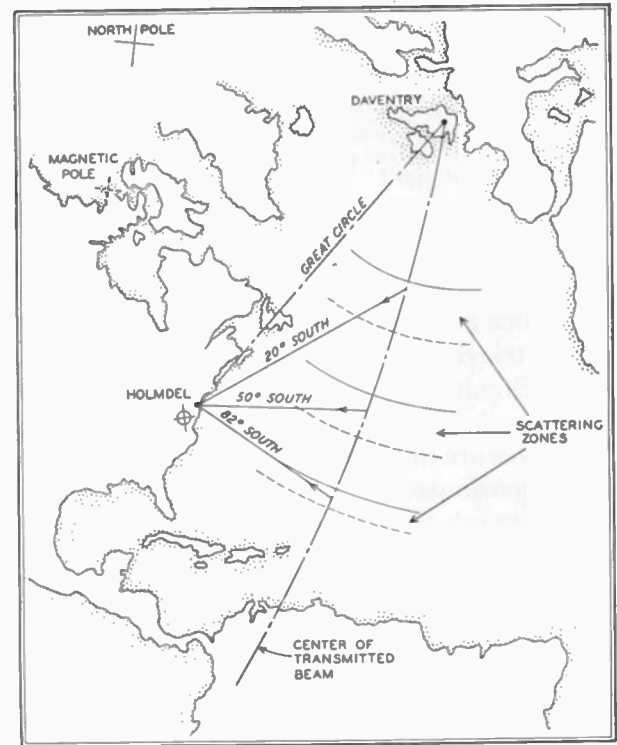 NORTH POLE
DAVENTRY
MAGNETIC
POLE
GREAT CIRCLE
20° SOUTH
HOLMDEL
50° SOUTH
82° SOUTH
SCATTERING
ZONES
CENTER OF
TRANSMITTED
BEAM